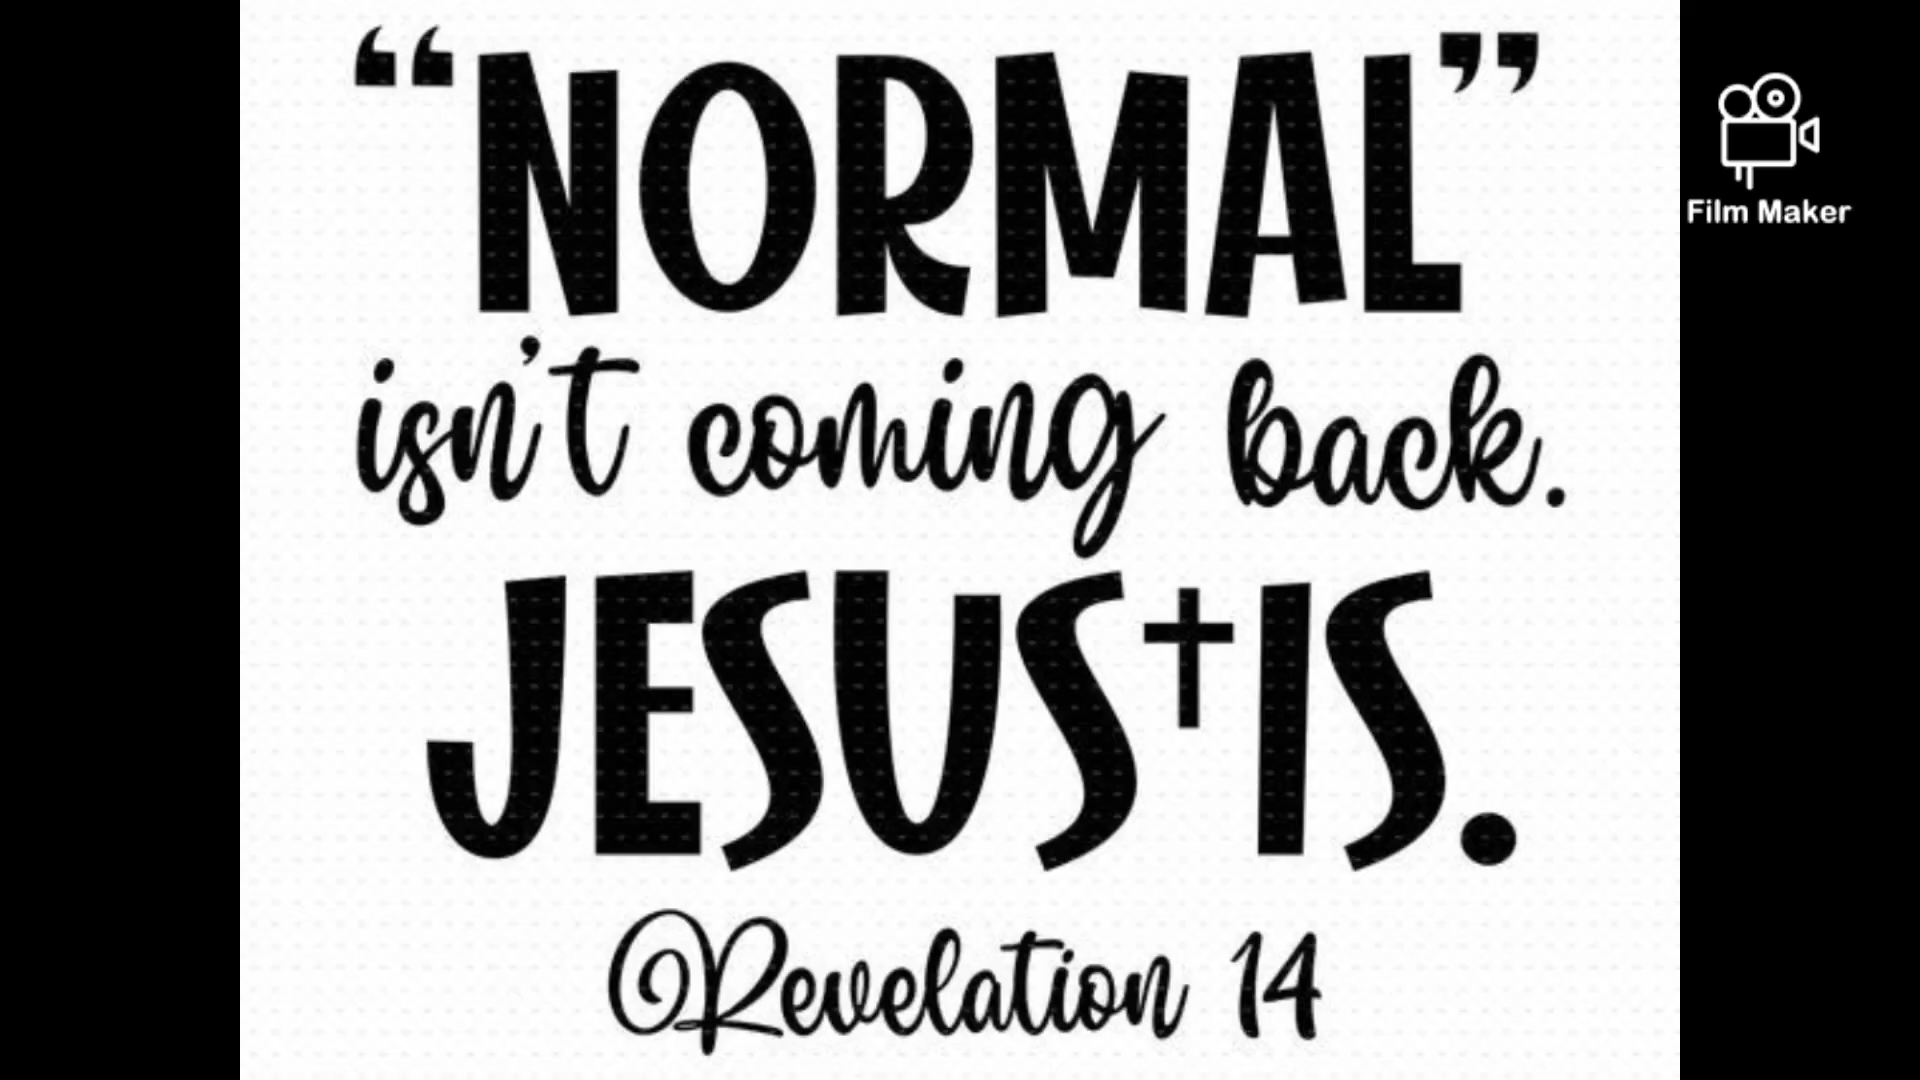 “NORMAL”
isn't coming back.
JESUS✝IS.
Revelation 14
Film Maker